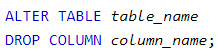 ALTER TABLE table_name
DROP COLUMN column_name;